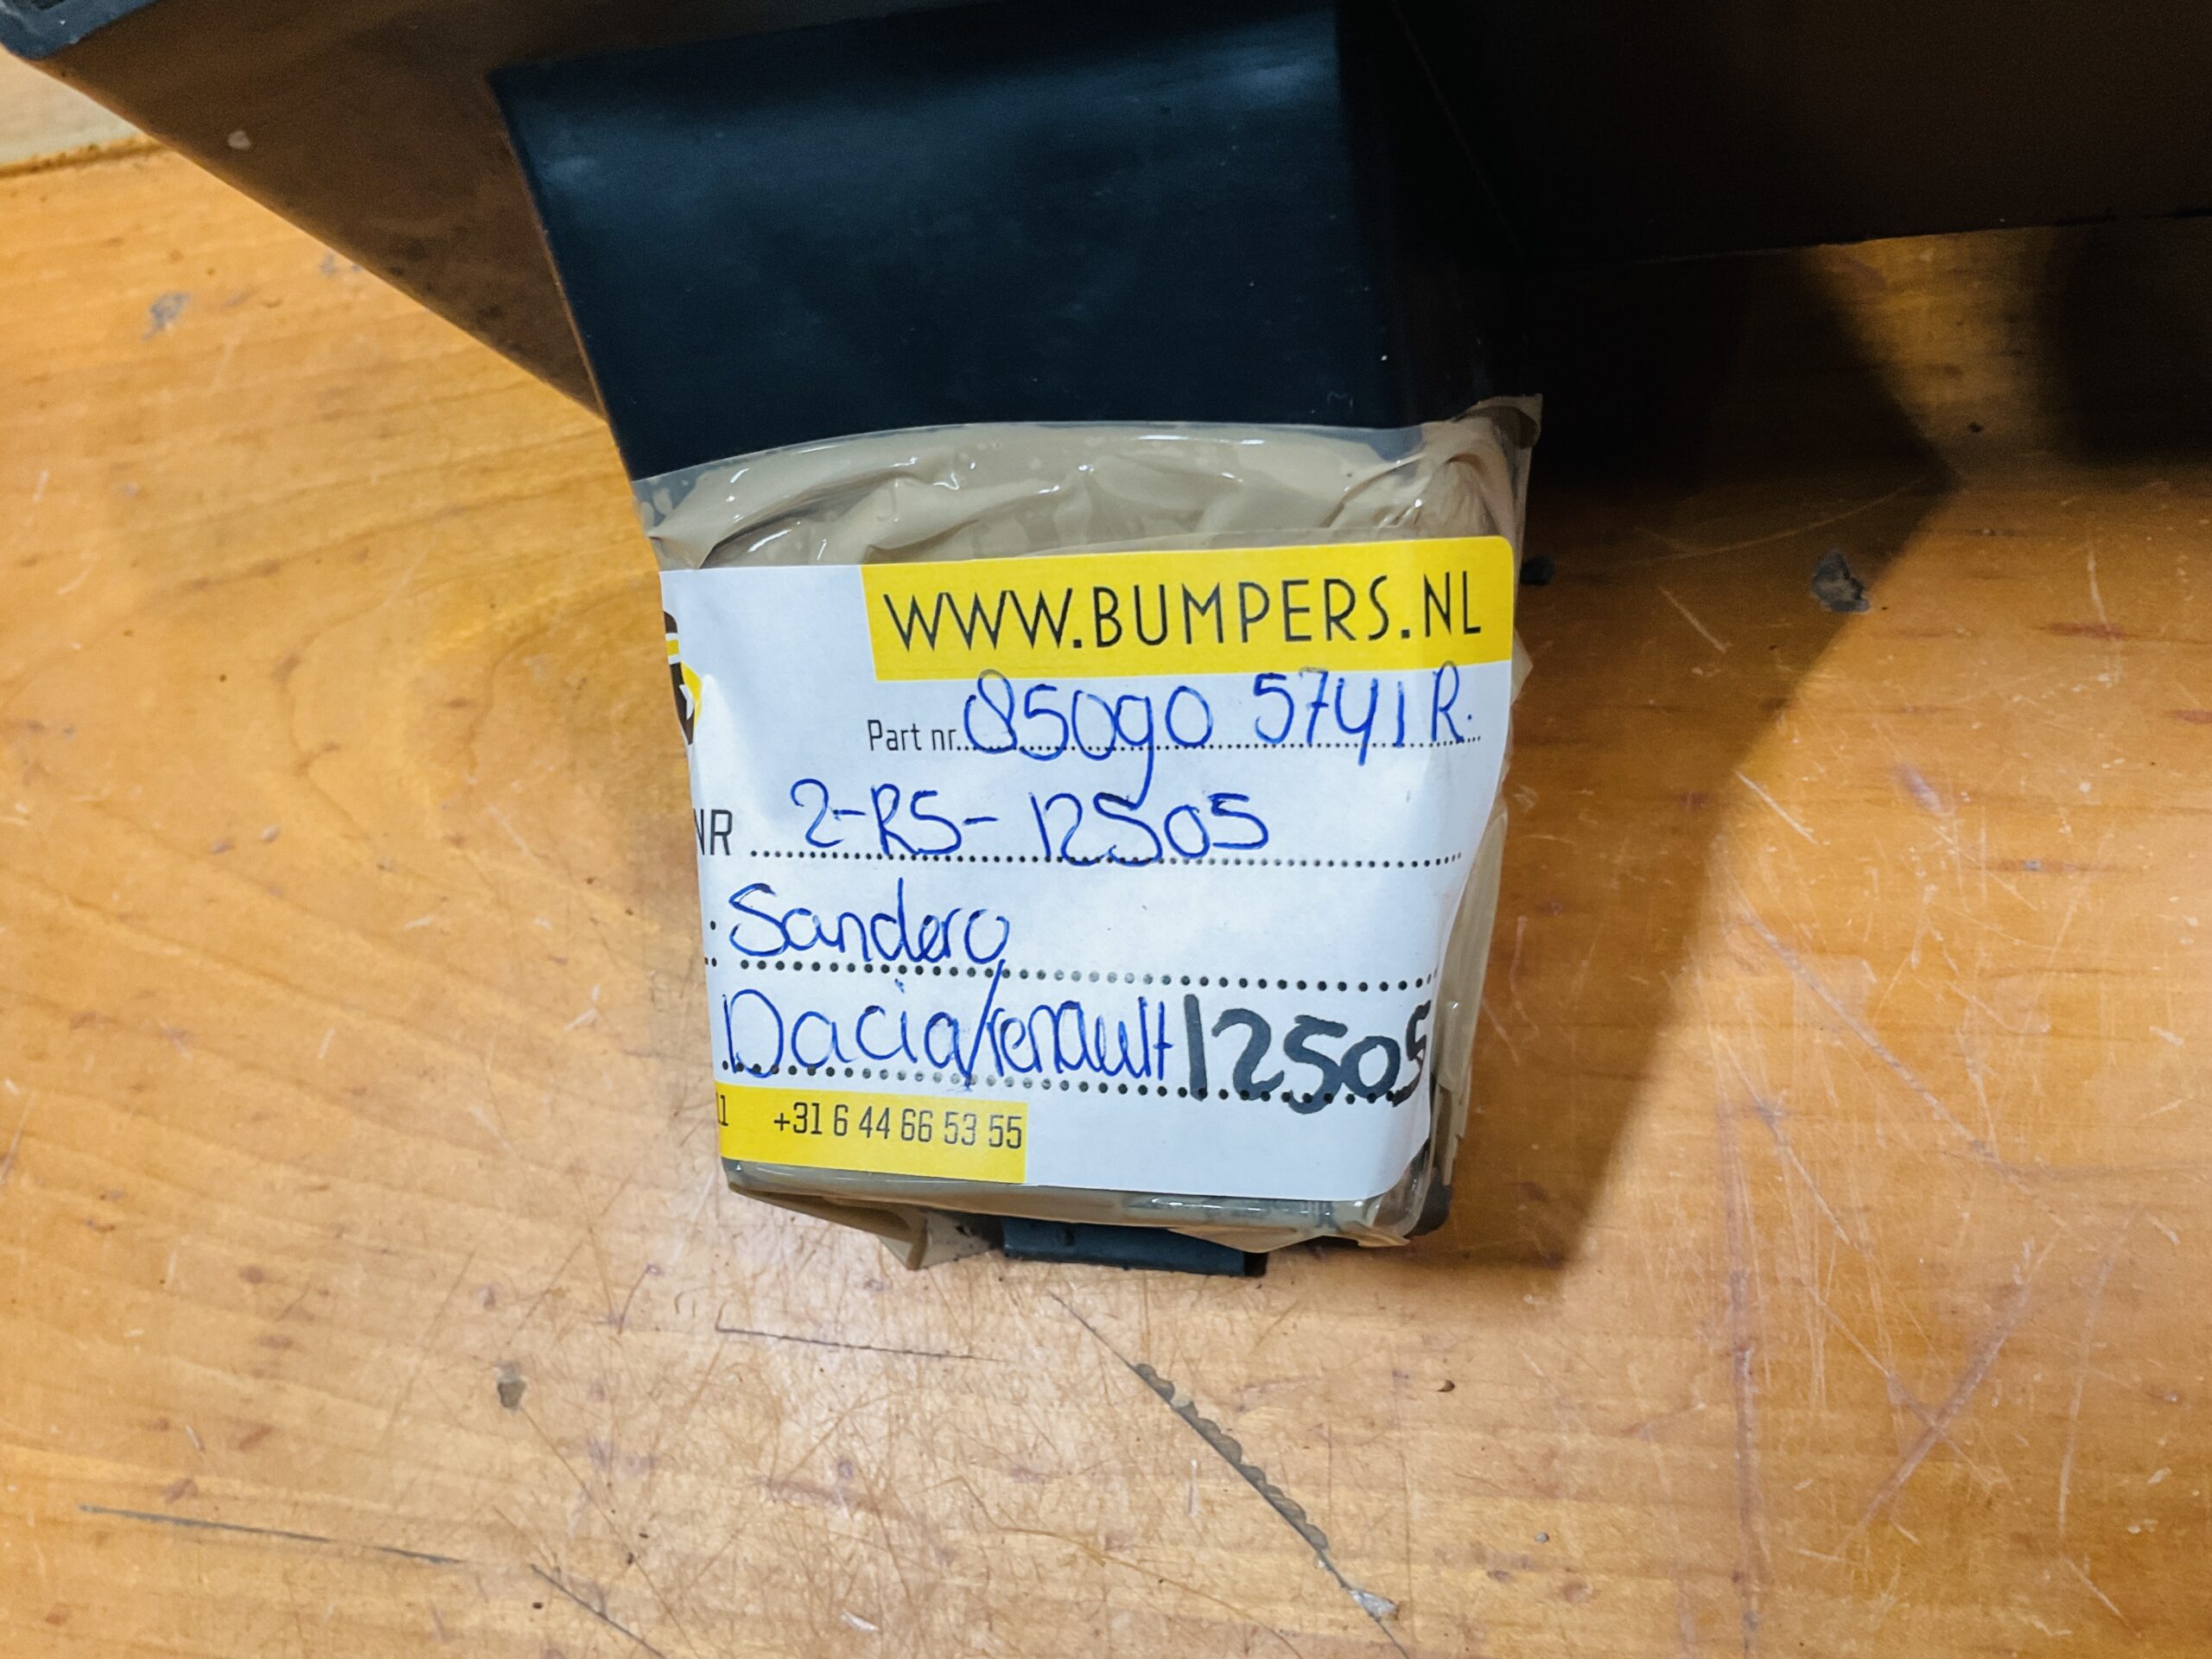 WWW.BUMPERS.NL
Part nr. 85090 5741R.
NR 2-RS-12505
Sandero
Dacia/renault 12505
+31 6 44 66 53 55